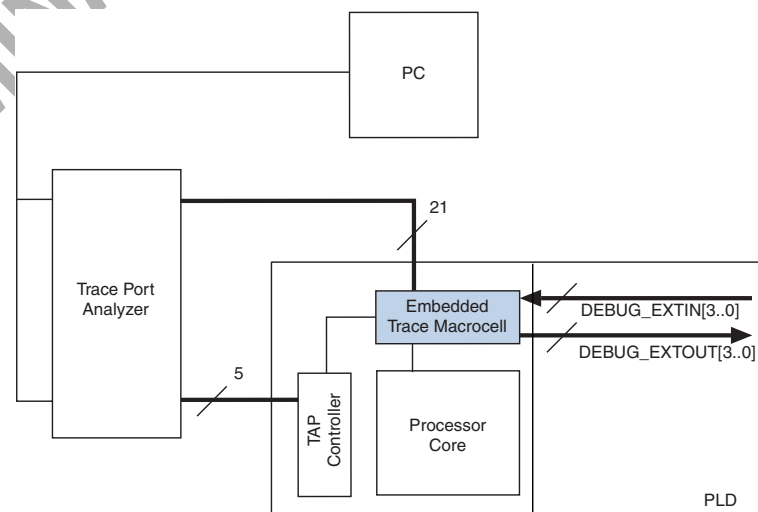 PC
21
Trace Port
Analyzer
Embedded
Trace Macrocell
DEBUG_EXTIN[3..0]
DEBUG_EXTOUT[3..0]
5
TAP
Controller
Processor
Core
PLD